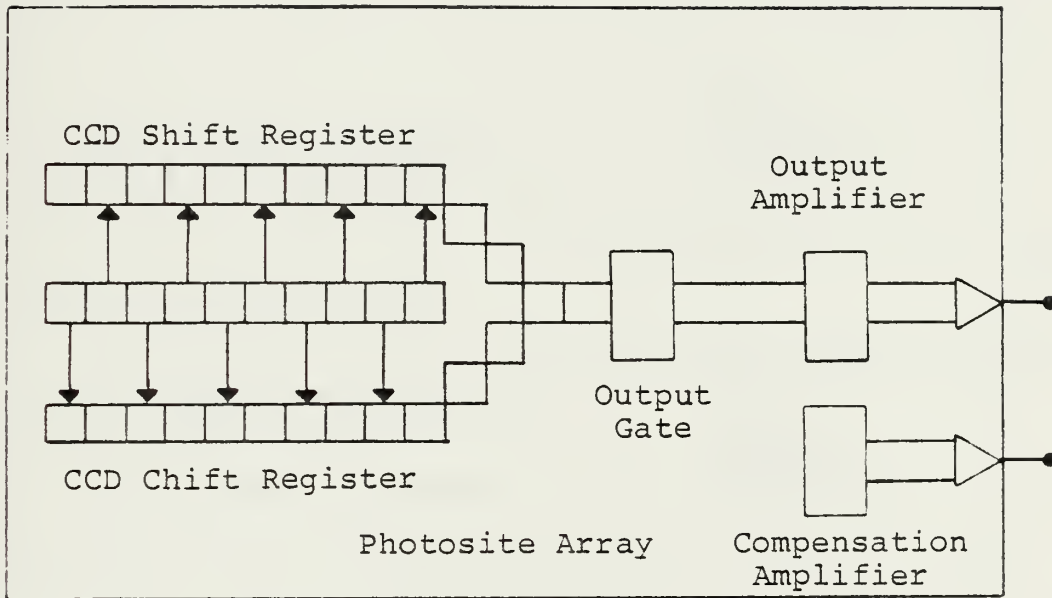 CCD Shift Register
Output
Amplifier
Output
Gate
CCD Chift Register
Photosite Array
Compensation
Amplifier